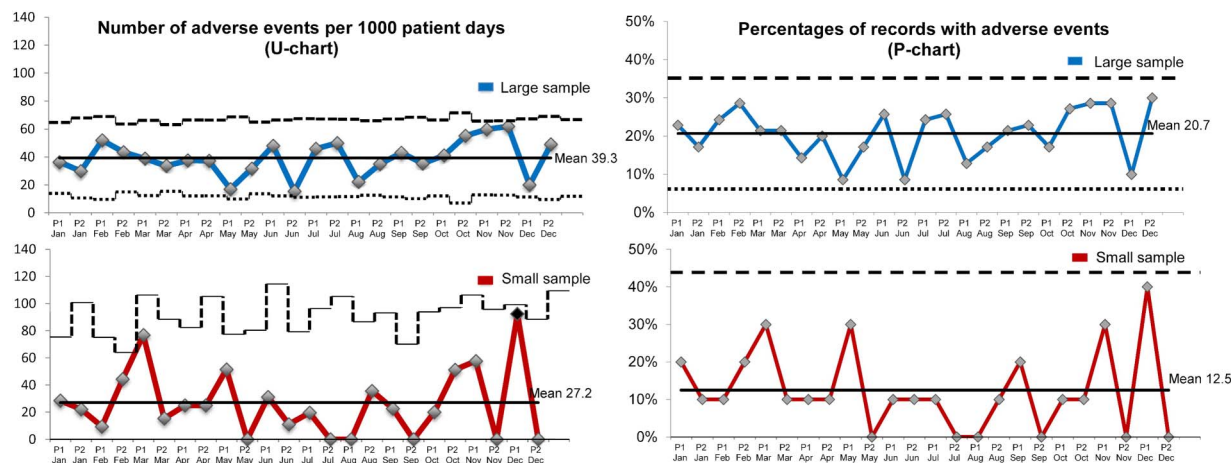 Number of adverse events per 1000 patient days
(U-chart)
140
120
100
80
60
40
20
0
Large sample
Mean 39.3
P1 P2 P1 P2 P1 P2 P1 P2 P1 P2 P1 P2 P1 P2 P1 P2 P1 P2 P1 P2 P1 P2 P1 P2
Jan Jan Feb Feb Mar Mar Apr Apr May May Jun Jun Jul Jul Aug Aug Sep Sep Oct Oct Nov Nov Dec Dec
Percentages of records with adverse events
(P-chart)
50%
40%
30%
20%
10%
0%
Large sample
Mean 20.7
P1 P2 P1 P2 P1 P2 P1 P2 P1 P2 P1 P2 P1 P2 P1 P2 P1 P2 P1 P2 P1 P2 P1 P2
Jan Jan Feb Feb Mar Mar Apr Apr May May Jun Jun Jul Jul Aug Aug Sep Sep Oct Oct Nov Nov Dec Dec
140
120
100
80
60
40
20
0
Small sample
Mean 27.2
P1 P2 P1 P2 P1 P2 P1 P2 P1 P2 P1 P2 P1 P2 P1 P2 P1 P2 P1 P2 P1 P2 P1 P2
Jan Jan Feb Feb Mar Mar Apr Apr May May Jun Jun Jul Jul Aug Aug Sep Sep Oct Oct Nov Nov Dec Dec
50%
40%
30%
20%
10%
0%
Small sample
Mean 12.5
P1 P2 P1 P2 P1 P2 P1 P2 P1 P2 P1 P2 P1 P2 P1 P2 P1 P2 P1 P2 P1 P2 P1 P2
Jan Jan Feb Feb Mar Mar Apr Apr May May Jun Jun Jul Jul Aug Aug Sep Sep Oct Oct Nov Nov Dec Dec